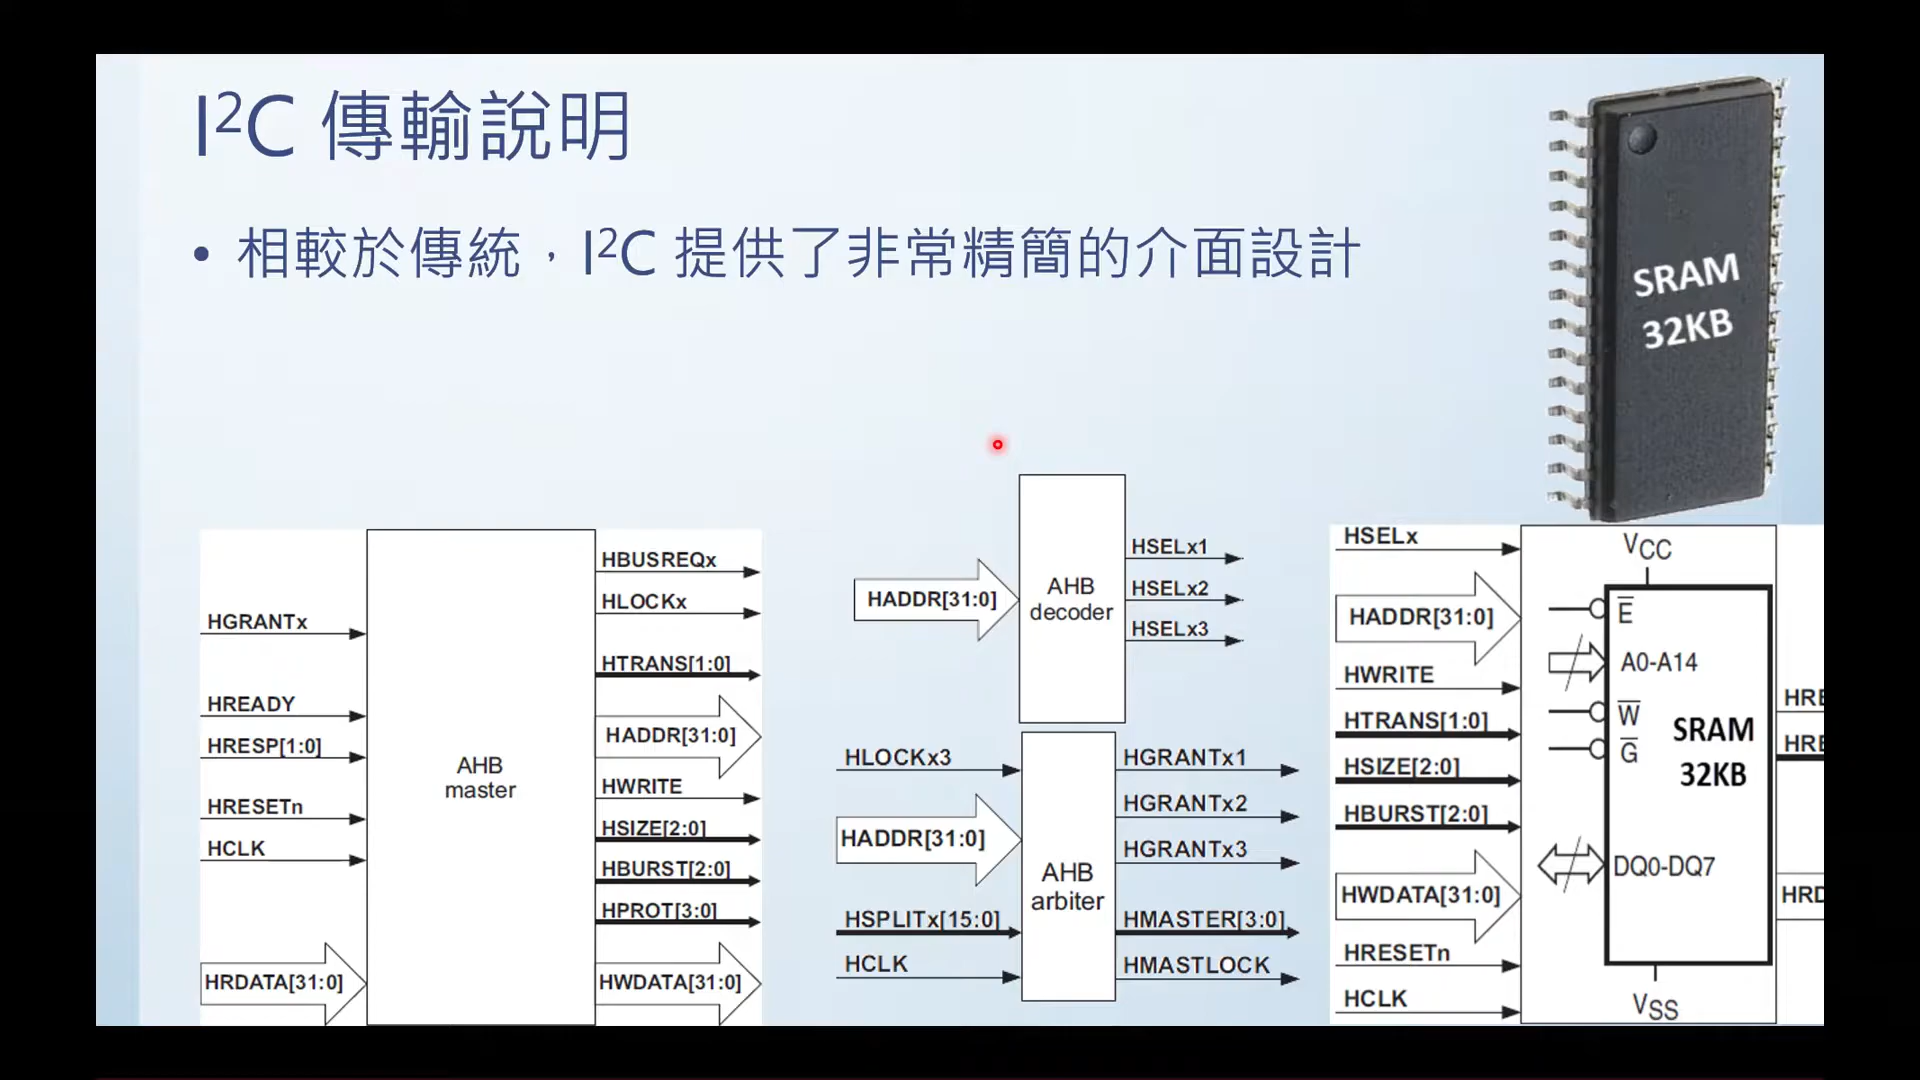 I²C 傳輸說明
• 相較於傳統，I²C 提供了非常精簡的介面設計
SRAM
32KB
HGRANTx
HREADY
HRESP[1:0]
HRESETn
HCLK
HRDATA[31:0]
AHB
master
HBUSREQx
HLOCKx
HTRANS[1:0]
HADDR[31:0]
HWRITE
HSIZE[2:0]
HBURST[2:0]
HPROT[3:0]
HWDATA[31:0]
HADDR[31:0]
AHB
decoder
HSELx1
HSELx2
HSELx3
HLOCKx3
HADDR[31:0]
HSPLITx[15:0]
HCLK
AHB
arbiter
HGRANTx1
HGRANTx2
HGRANTx3
HMASTER[3:0]
HMASTLOCK
HSELx
HADDR[31:0]
HWRITE
HTRANS[1:0]
HSIZE[2:0]
HBURST[2:0]
HWDATA[31:0]
HRESETn
HCLK
VCC
E
A0-A14
W
G
SRAM
32KB
DQ0-DQ7
VSS
HRE
HRE
HRD